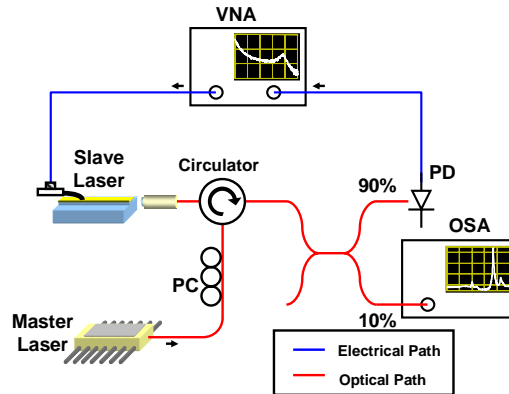 VNA
Slave
Laser
Circulator
90%
PD
OSA
PC
Master
Laser
10%
Electrical Path
Optical Path